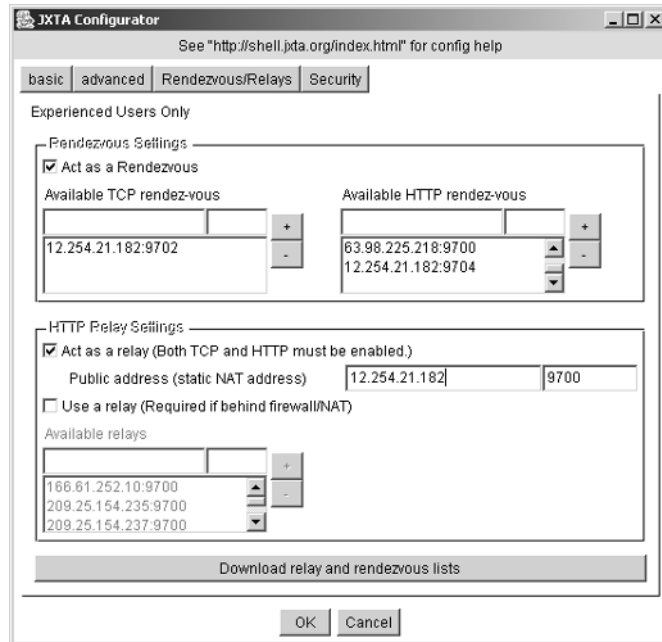 JXTA Configurator
See "http://shell.jxta.org/index.html" for config help
basic advanced Rendezvous/Relays Security
Experienced Users Only
Rendezvous Settings
Act as a Rendezvous
Available TCP rendez-vous Available HTTP rendez-vous
+ +
12.254.21.182:9702 63.98.225.218:9700
- -
12.254.21.182:9704
HTTP Relay Settings
Act as a relay (Both TCP and HTTP must be enabled.)
Public address (static NAT address) 12.254.21.182 9700
Use a relay (Required if behind firewall/NAT)
Available relays
+
166.61.252.10:9700
-
209.25.154.235:9700
209.25.154.237:9700
Download relay and rendezvous lists
OK Cancel